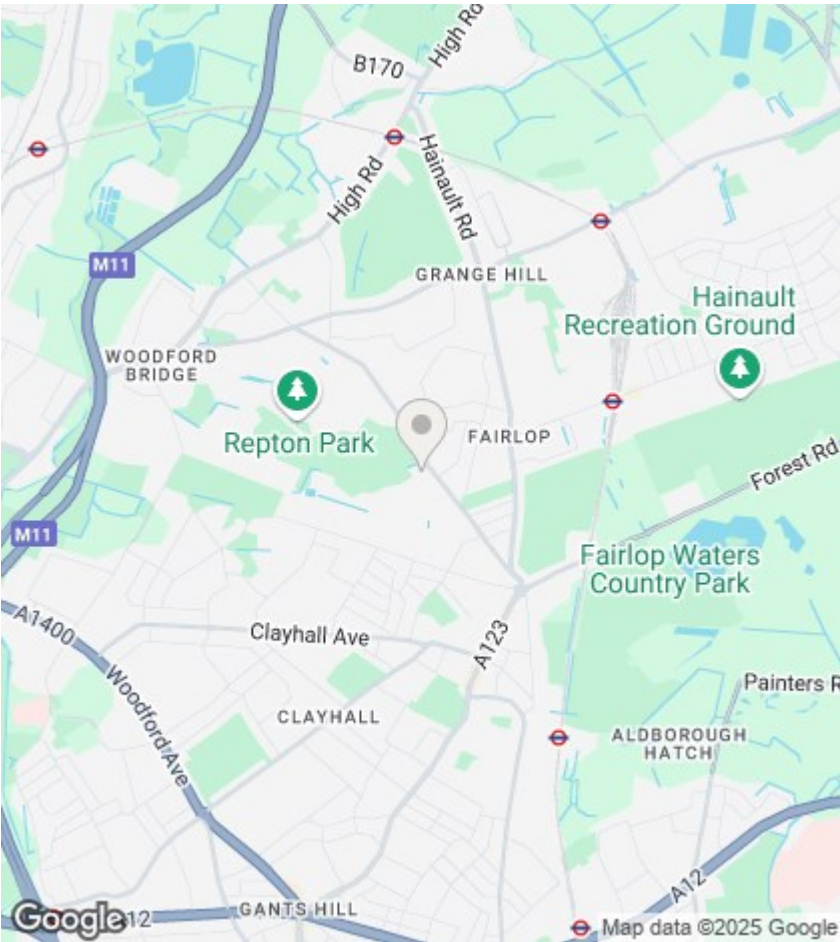 High Rd
B170
High Rd
Hainault Rd
M11
GRANGE HILL
Hainault
Recreation Ground
WOODFORD
BRIDGE
Repton Park
FAIRLOP
Forest Rd
M11
Fairlop Waters
Country Park
A1400
Clayhall Ave
A123
Woodford Ave
Painters R
CLAYHALL
ALDBOROUGH
HATCH
A12
GANTS HILL
Google
12
Map data ©2025 Google